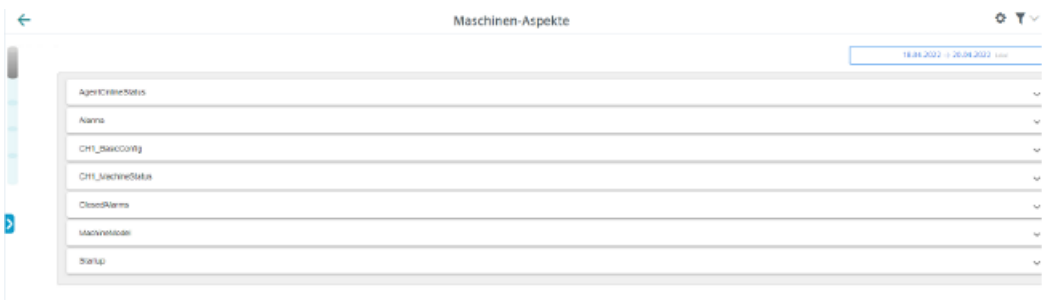 Maschinen-Aspekte
18.04.2022 -> 20.04.2022
AgentOnlineStatus
Alarms
CH1_BasicConfig
CH1_MachineStatus
ClosedAlarms
MachineModel
Startup